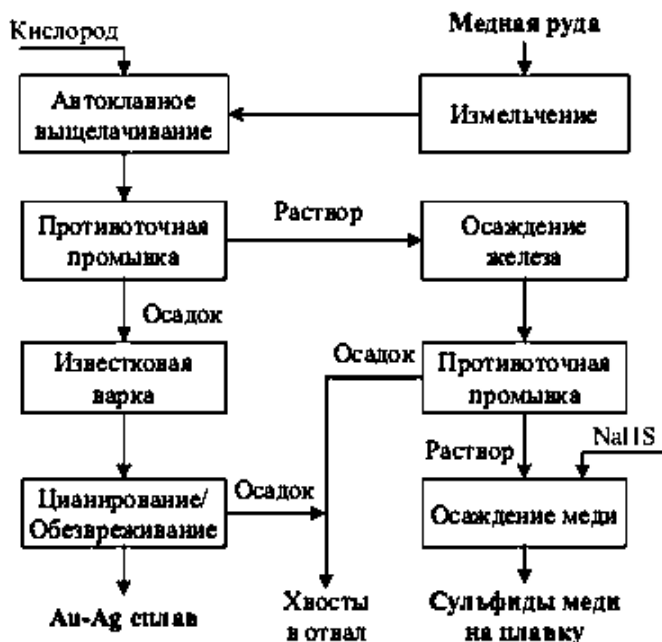 Кислород
Медная руда
Автоклавное
выщелачивание
Измельчение
Противоточная
промывка
Раствор
Осаждение
железа
Осадок
Известковая
варка
Осадок
Противоточная
промывка
Раствор
NaHS
Цианирование/
Обезвреживание
Осадок
Осаждение меди
Au-Ag сплав
Хвосты
в отвал
Сульфиды меди
на плавку